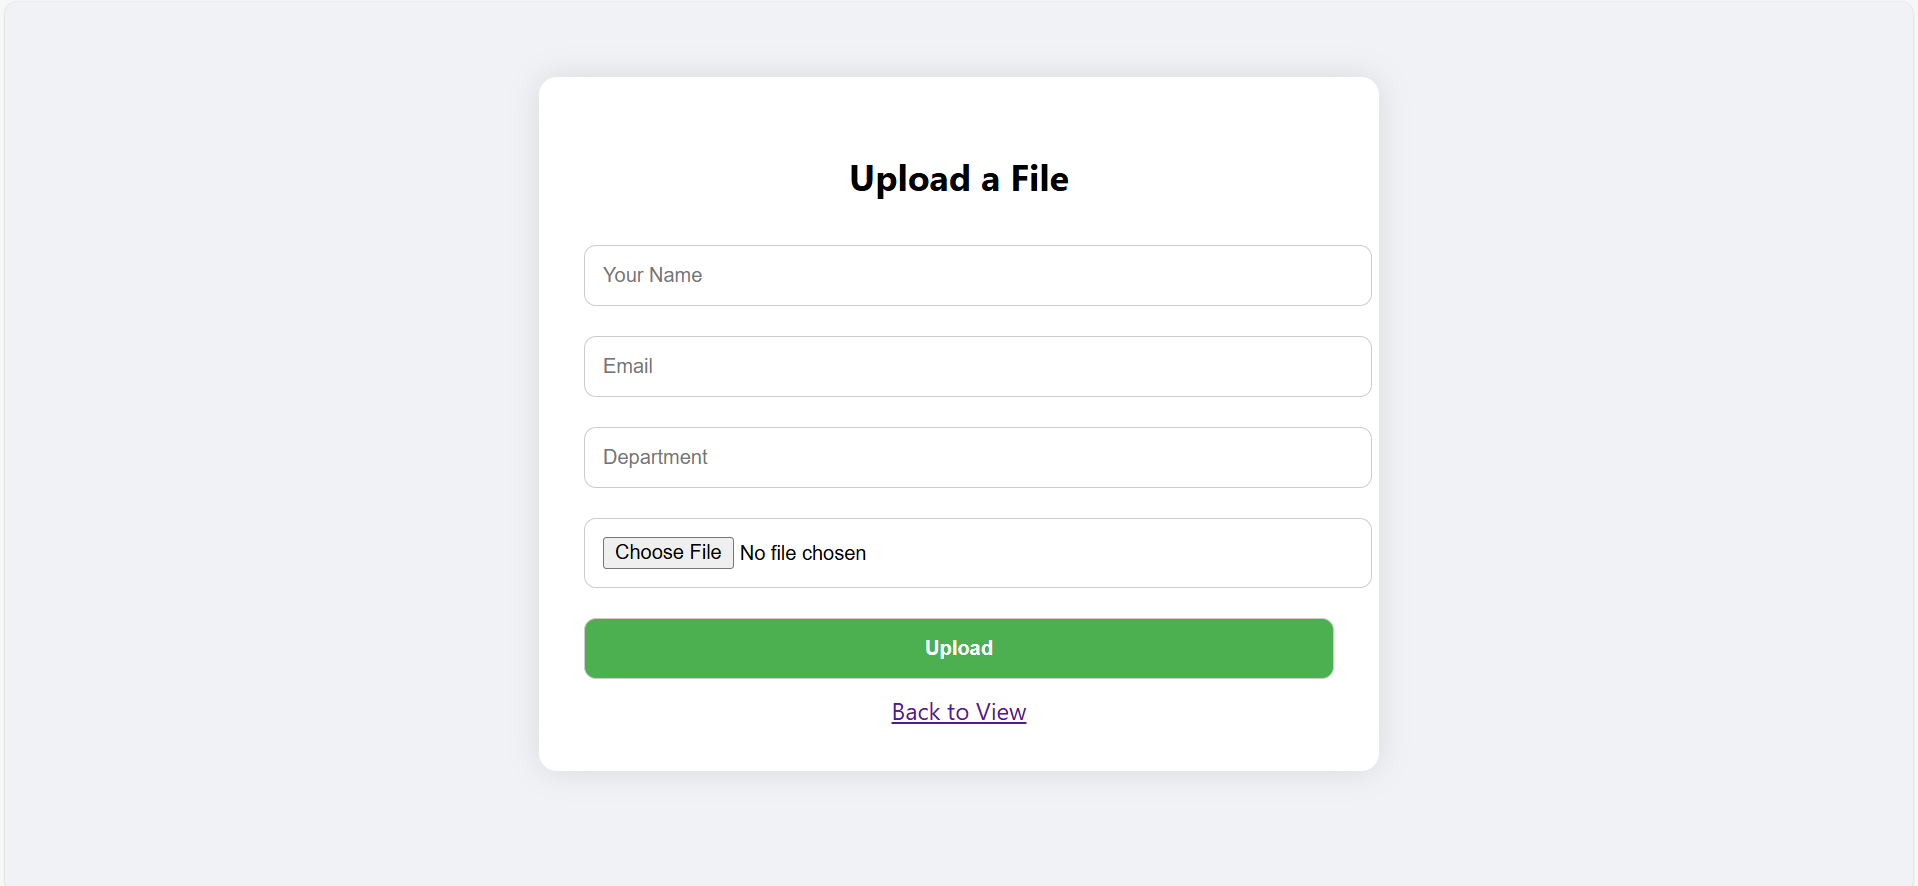 Upload a File
Your Name
Email
Department
Choose File No file chosen
Upload
Back to View